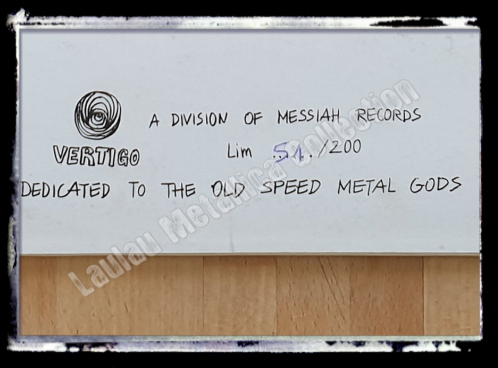 A DIVISION OF MESSIAH RECORDS
VERTIGO
Lim 51./200
DEDICATED TO THE OLD SPEED METAL GODS
Laulau Metallica Collection